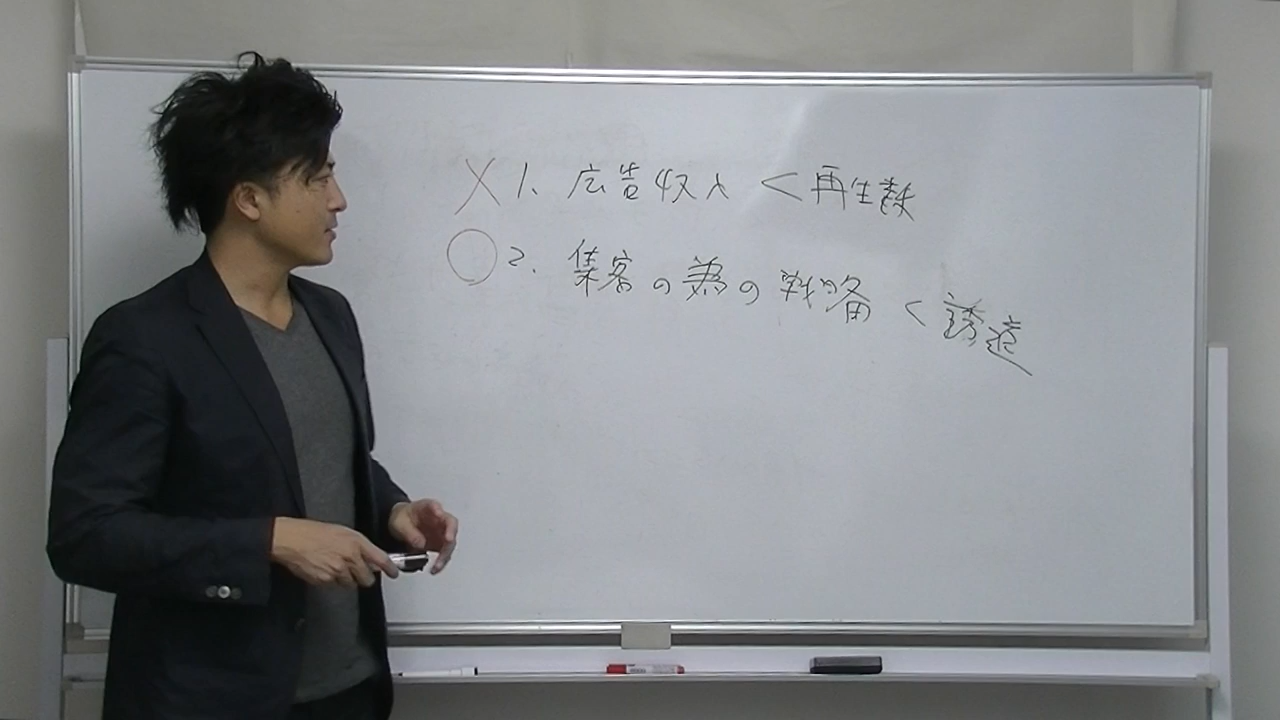 ×1. 広告収入 < 再生数
○2. 集客の為の戦略 < 誘導